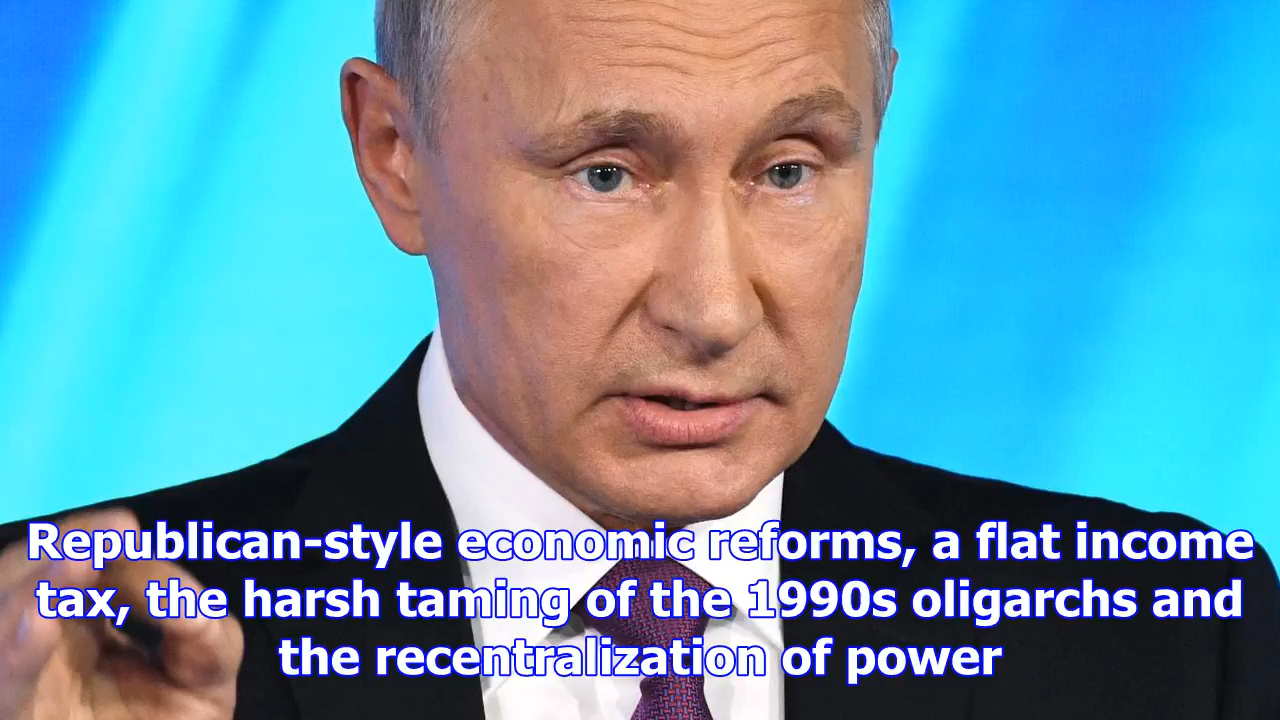 Republican-style economic reforms, a flat income
tax, the harsh taming of the 1990s oligarchs and
the recentralization of power